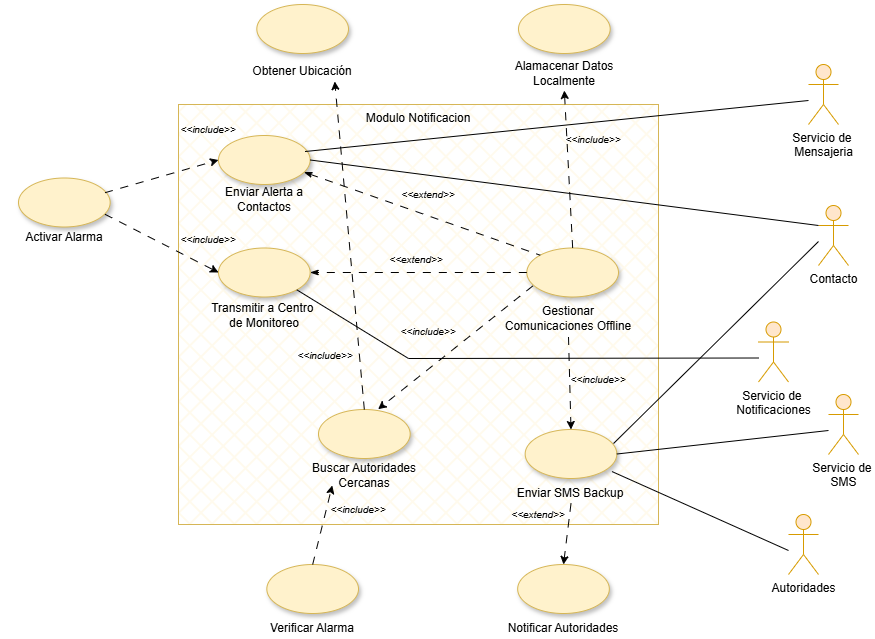 Obtener Ubicación
Alamacenar Datos
Localmente
Modulo Notificacion
<<include>>
<<include>>
Servicio de
Mensajeria
Enviar Alerta a
Contactos
<<extend>>
Activar Alarma
<<include>>
<<extend>>
Contacto
Transmitir a Centro
de Monitoreo
Gestionar
Comunicaciones Offline
<<include>>
<<include>>
<<include>>
Servicio de
Notificaciones
Buscar Autoridades
Cercanas
Servicio de
SMS
Enviar SMS Backup
<<include>>
<<extend>>
Autoridades
Verificar Alarma
Notificar Autoridades